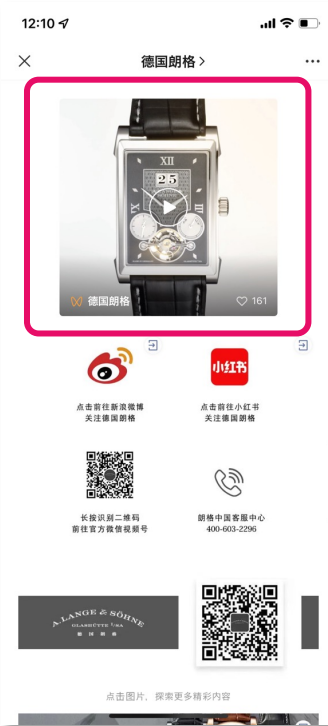 12:10
德国朗格
XII
25
德国朗格
161
小红书
点击前往新浪微博
关注德国朗格
点击前往小红书
关注德国朗格
长按识别二维码
前往官方微信视频号
朗格中国客服中心
400-603-2296
A. LANGE & SÖHNE
GLASHÜTTE I/SA
德国朗格
点击图片，探索更多精彩内容